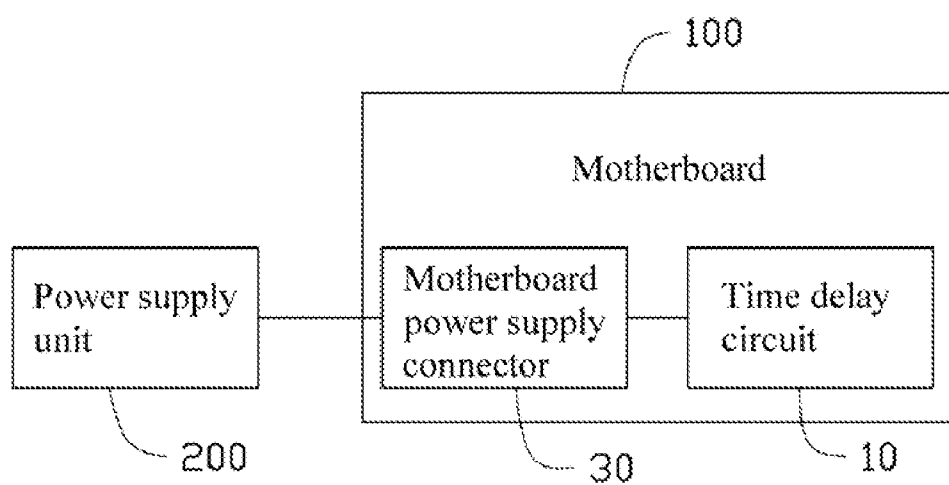 100
Motherboard
Power supply
unit
Motherboard
power supply
connector
Time delay
circuit
200
30
10